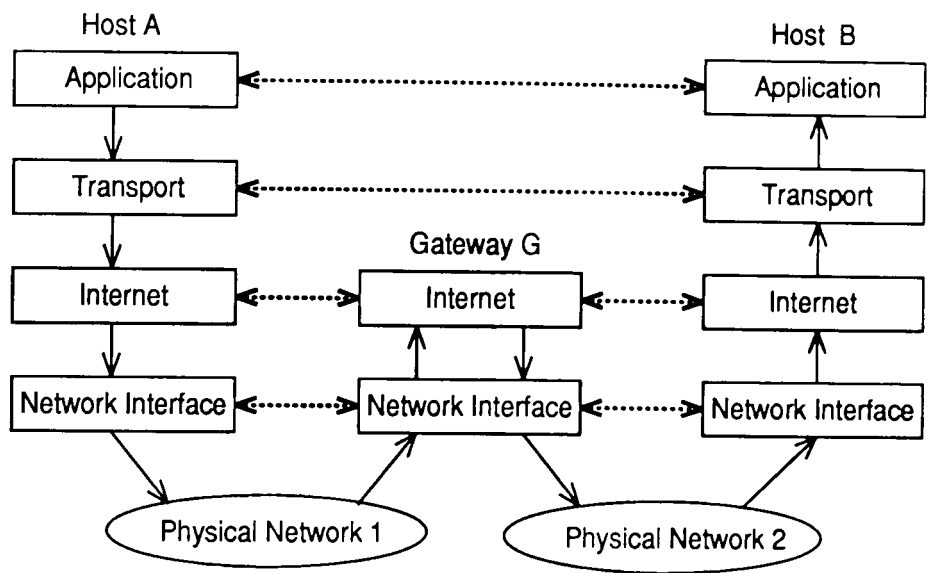 Host A
Host B
Application
Application
Transport
Transport
Gateway G
Internet
Internet
Internet
Network Interface
Network Interface
Network Interface
Physical Network 1
Physical Network 2